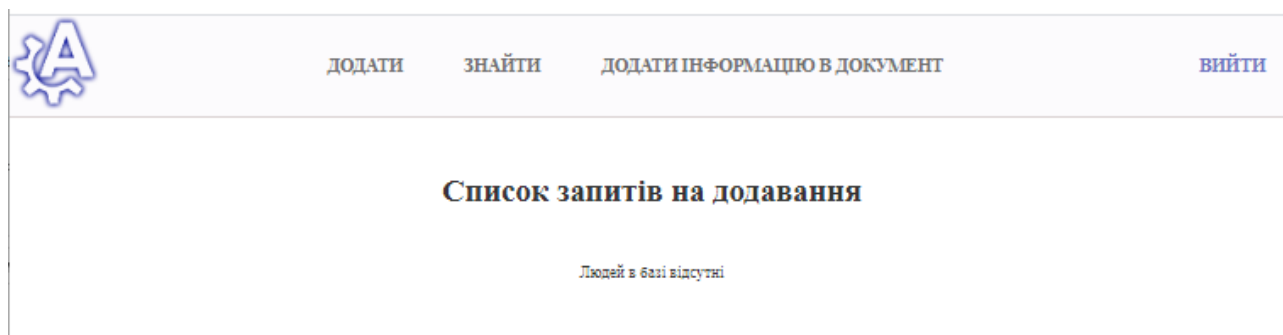 ДОДАТИ ЗНАЙТИ ДОДАТИ ІНФОРМАЦІЮ В ДОКУМЕНТ ВИЙТИ
Список запитів на додавання
Людей в базі відсутні